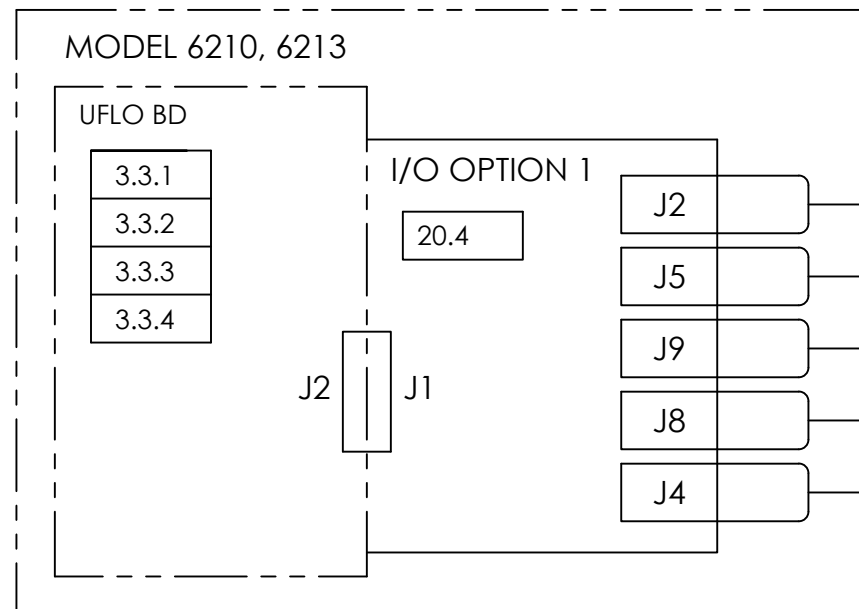 MODEL 6210, 6213
UFLO BD
3.3.1
3.3.2
3.3.3
3.3.4
I/O OPTION 1
20.4
J2
J1
J2
J5
J9
J8
J4